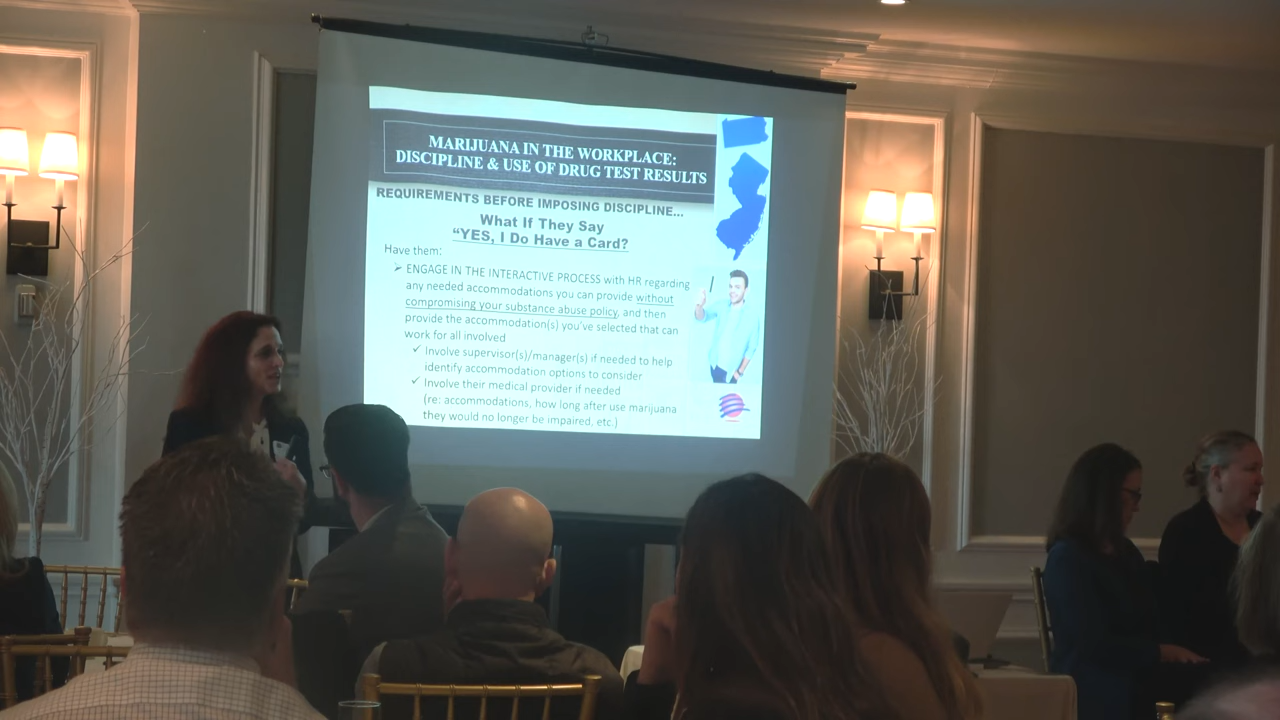 MARIJUANA IN THE WORKPLACE:
DISCIPLINE & USE OF DRUG TEST RESULTS
REQUIREMENTS BEFORE IMPOSING DISCIPLINE...
What If They Say
“YES, I Do Have a Card?
Have them:
➢ ENGAGE IN THE INTERACTIVE PROCESS with HR regarding
any needed accommodations you can provide without
compromising your substance abuse policy, and then
provide the accommodation(s) you’ve selected that can
work for all involved
✓ Involve supervisor(s)/manager(s) if needed to help
identify accommodation options to consider
✓ Involve their medical provider if needed
(re: accommodations, how long after use marijuana
they would no longer be impaired, etc.)